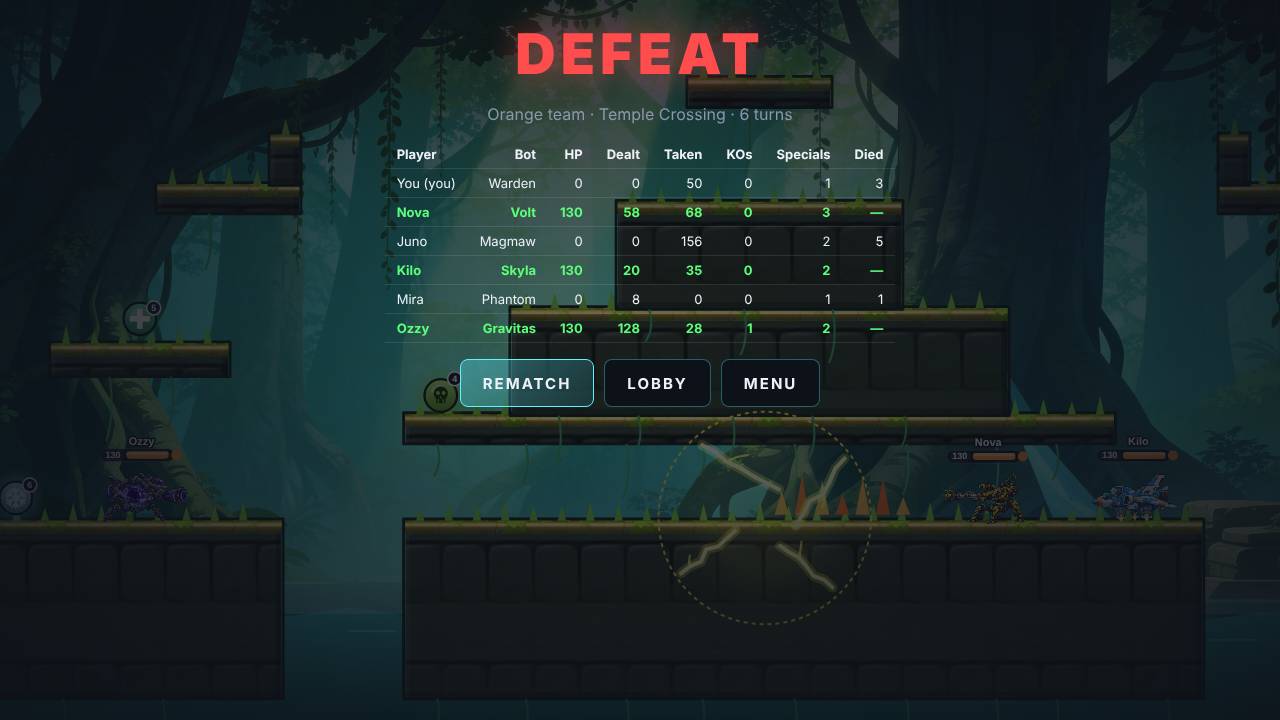 DEFEAT
Orange team · Temple Crossing · 6 turns
Player Bot HP Dealt Taken KOs Specials Died
You (you) Warden 0 0 50 0 1 3
Nova Volt 130 58 68 0 3 —
Juno Magmaw 0 0 156 0 2 5
Kilo Skyla 130 20 35 0 2 —
Mira Phantom 0 8 0 0 1 1
Ozzy Gravitas 130 128 28 1 2 —
5
4
REMATCH LOBBY MENU
Ozzy
130
Nova
130
Kilo
130
6